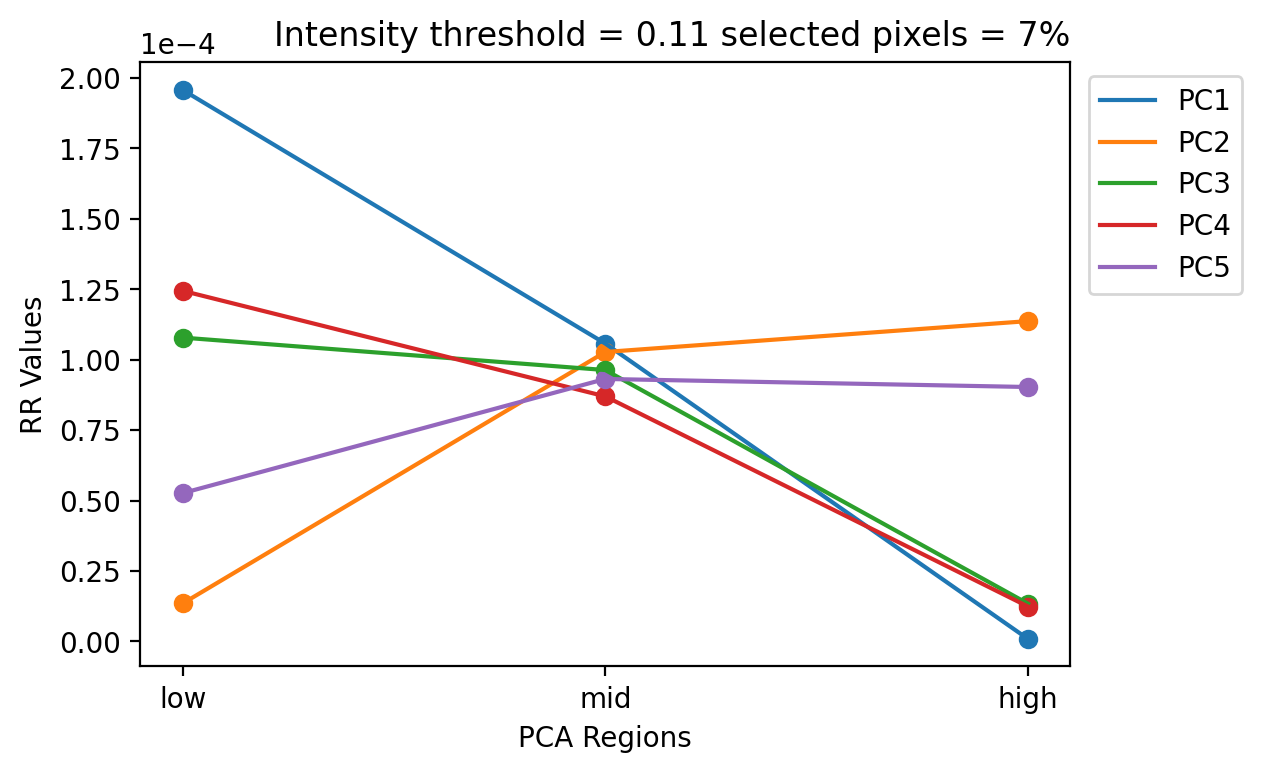 Intensity threshold = 0.11 selected pixels = 7%
1e−4
2.00
1.75
1.50
1.25
1.00
0.75
0.50
0.25
0.00
RR Values
low mid high
PCA Regions
PC1
PC2
PC3
PC4
PC5